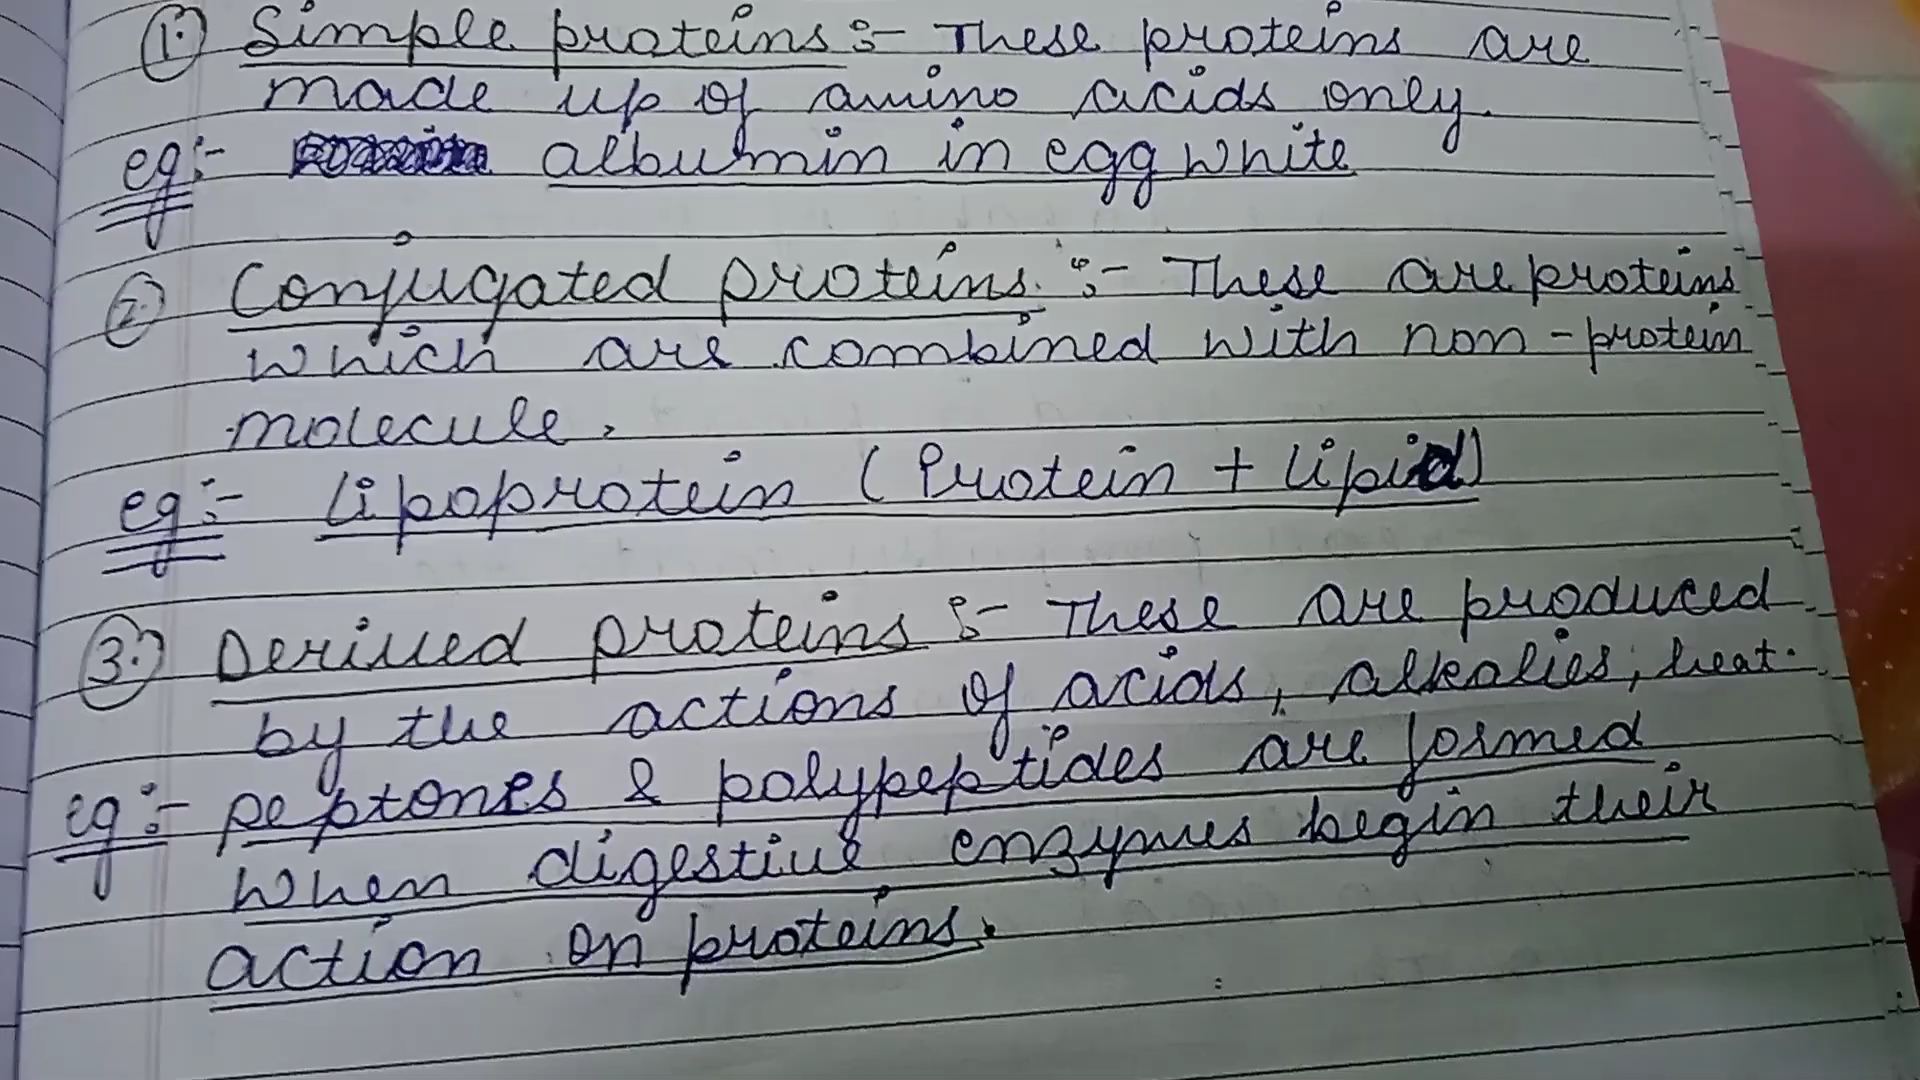 1. Simple proteins :- These proteins are
made up of amino acids only.
eg:- albumin in egg white
2. Conjugated proteins. :- These are proteins
which are combined with non-protein
molecule.
eg:- Lipoprotein (Protein + Lipid)
3. Derived proteins :- These are produced
by the actions of acids, alkalies, heat.
eg:- peptones & polypeptides are formed
when digestive enzymes begin their
action on proteins.